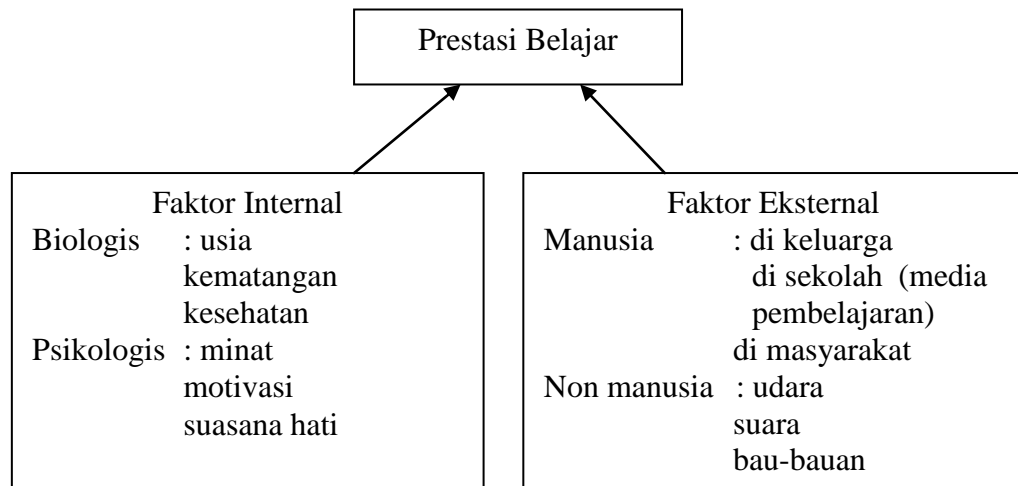 Prestasi Belajar
Faktor Internal
Biologis : usia
kematangan
kesehatan
Psikologis : minat
motivasi
suasana hati
Faktor Eksternal
Manusia : di keluarga
di sekolah (media
pembelajaran)
di masyarakat
Non manusia : udara
suara
bau-bauan